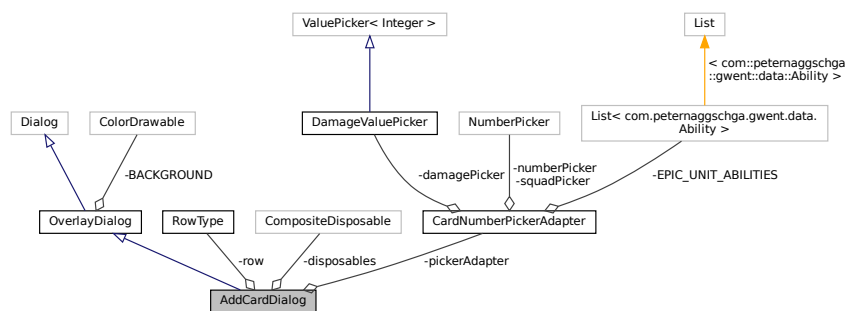 ValuePicker< Integer >
List
< com::peternaggschga
::gwent::data::Ability >
Dialog
ColorDrawable
DamageValuePicker
NumberPicker
List< com.peternaggschga.gwent.data.
Ability >
-BACKGROUND
-damagePicker
-numberPicker
-squadPicker
-EPIC_UNIT_ABILITIES
OverlayDialog
RowType
CompositeDisposable
CardNumberPickerAdapter
-row
-disposables
-pickerAdapter
AddCardDialog